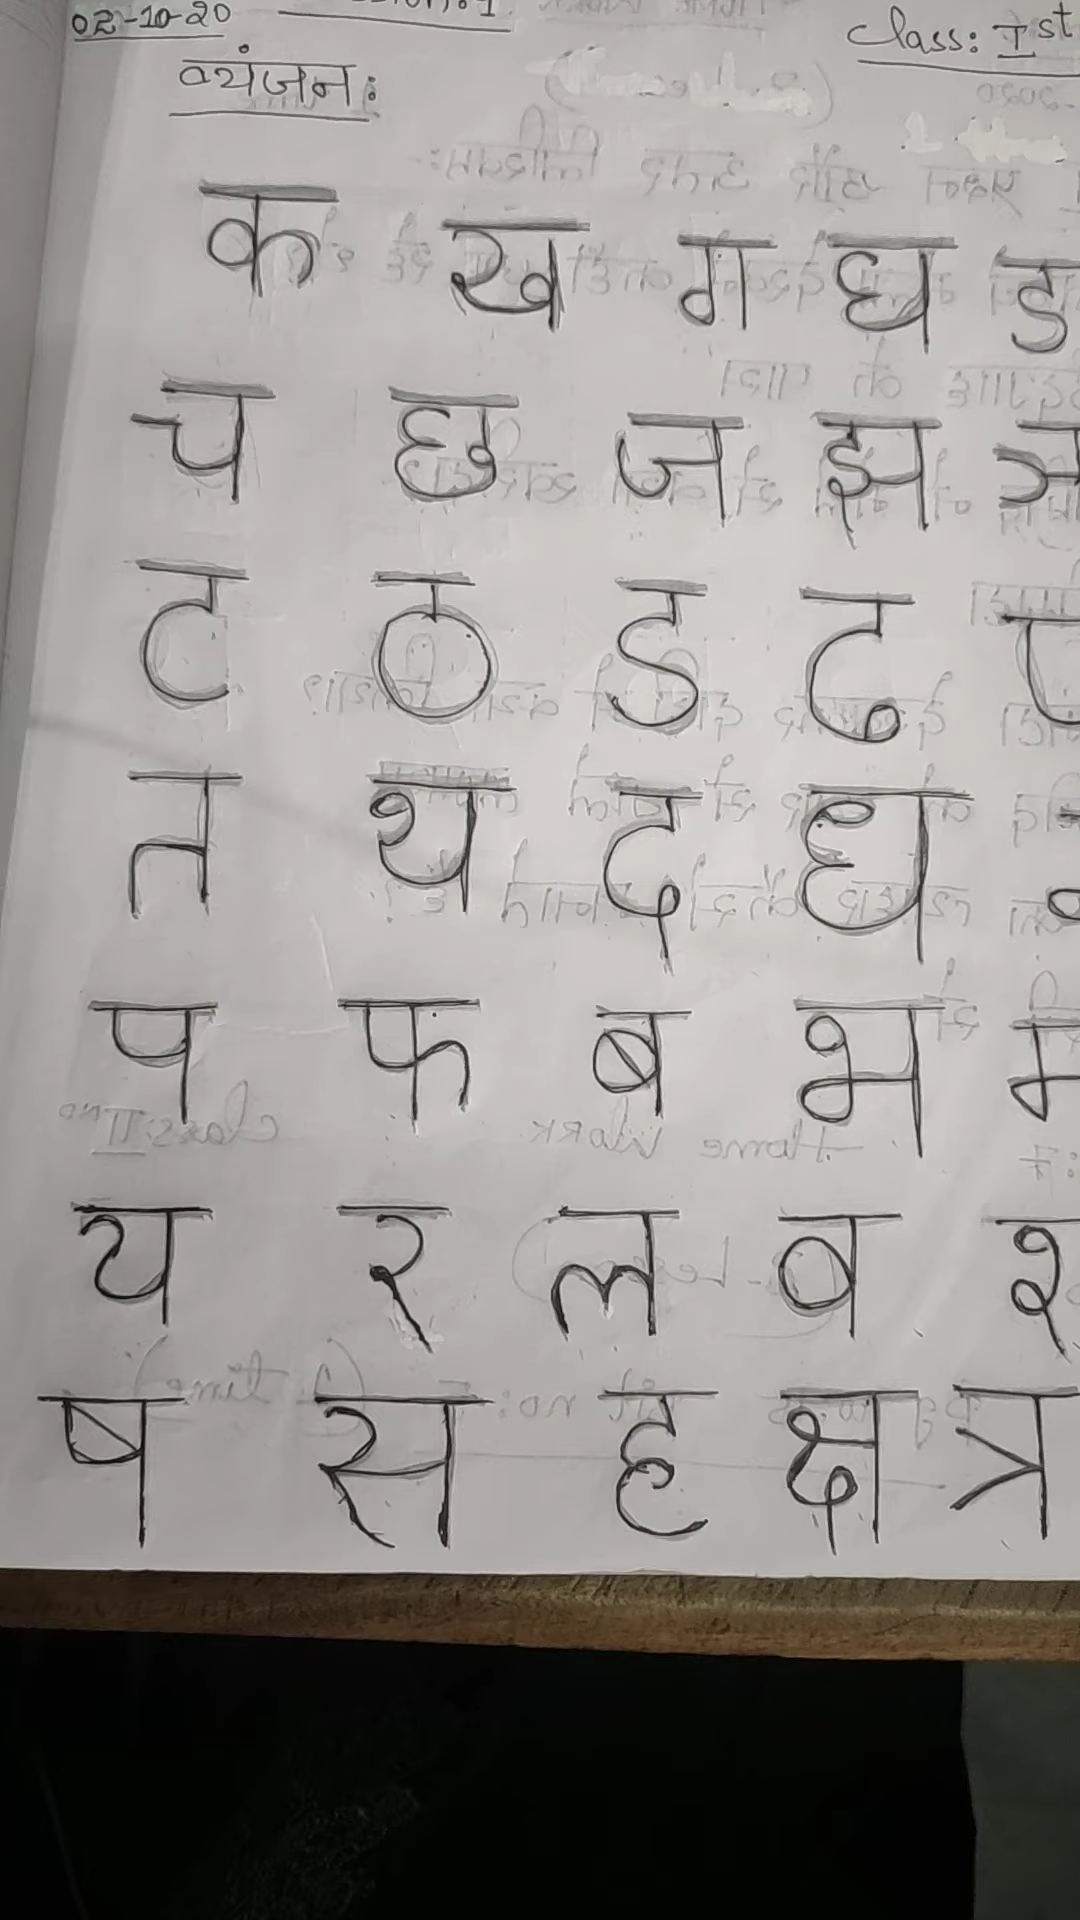 02-10-20 Class: Ist
व्यंजन:
क ख ग घ ड
च छ ज झ ञ
ट ठ ड ढ
त थ द ध
प फ ब भ म
य र ल व श
ष स ह क्ष त्र